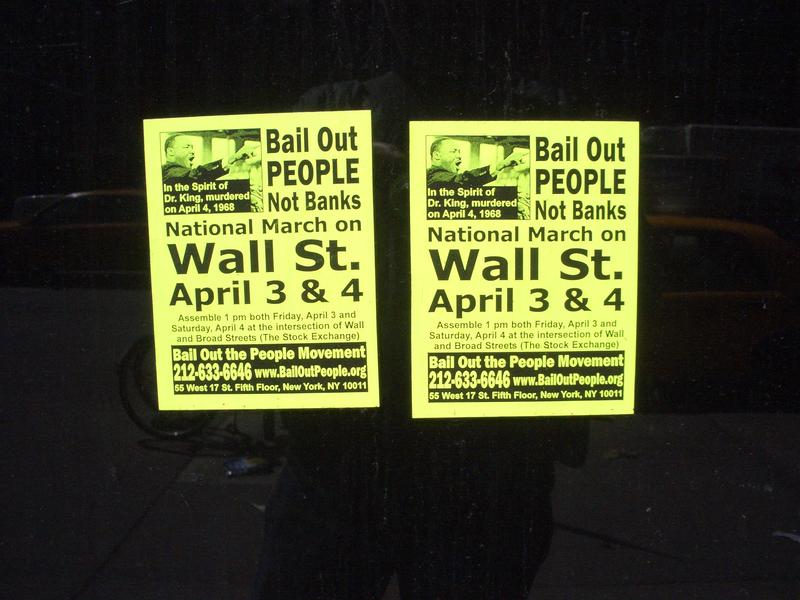 Bail Out
PEOPLE
Not Banks
In the Spirit of
Dr. King, murdered
on April 4, 1968
National March on
Wall St.
April 3 & 4
Assemble 1 pm both Friday, April 3 and
Saturday, April 4 at the intersection of Wall
and Broad Streets (The Stock Exchange)
Bail Out the People Movement
212-633-6646 www.BailOutPeople.org
55 West 17 St. Fifth Floor, New York, NY 10011
Bail Out
PEOPLE
Not Banks
In the Spirit of
Dr. King, murdered
on April 4, 1968
National March on
Wall St.
April 3 & 4
Assemble 1 pm both Friday, April 3 and
Saturday, April 4 at the intersection of Wall
and Broad Streets (The Stock Exchange)
Bail Out the People Movement
212-633-6646 www.BailOutPeople.org
55 West 17 St. Fifth Floor, New York, NY 10011